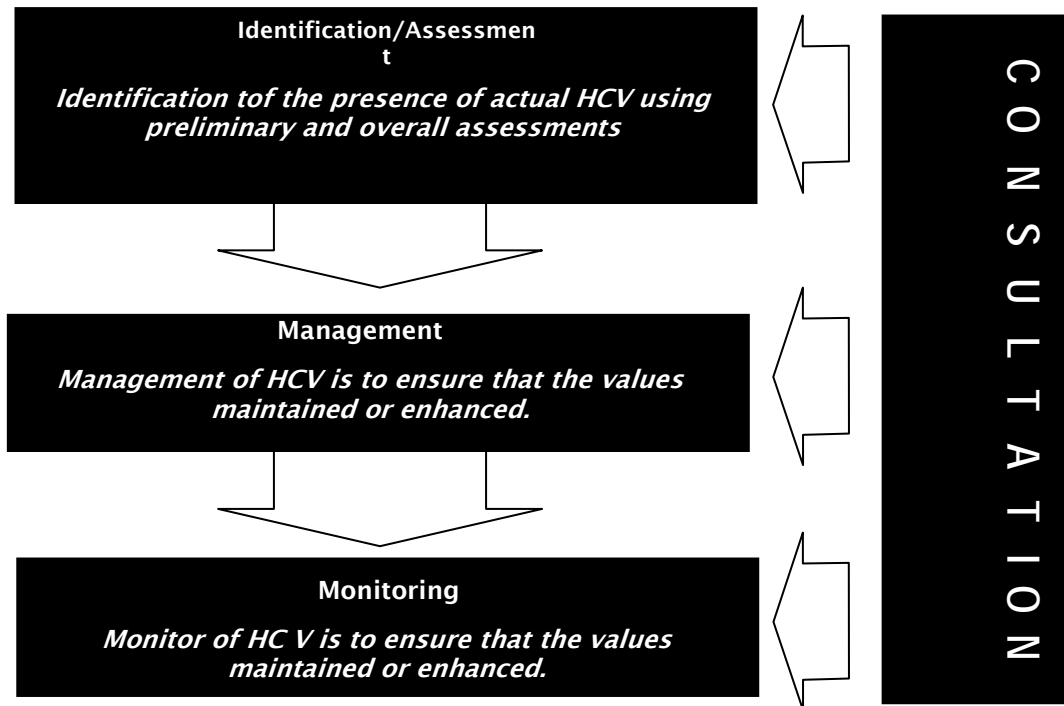 Identification/Assessmen
t
Identification tof the presence of actual HCV using
preliminary and overall assessments
Management
Management of HCV is to ensure that the values
maintained or enhanced.
Monitoring
Monitor of HC V is to ensure that the values
maintained or enhanced.
CONSULTATION